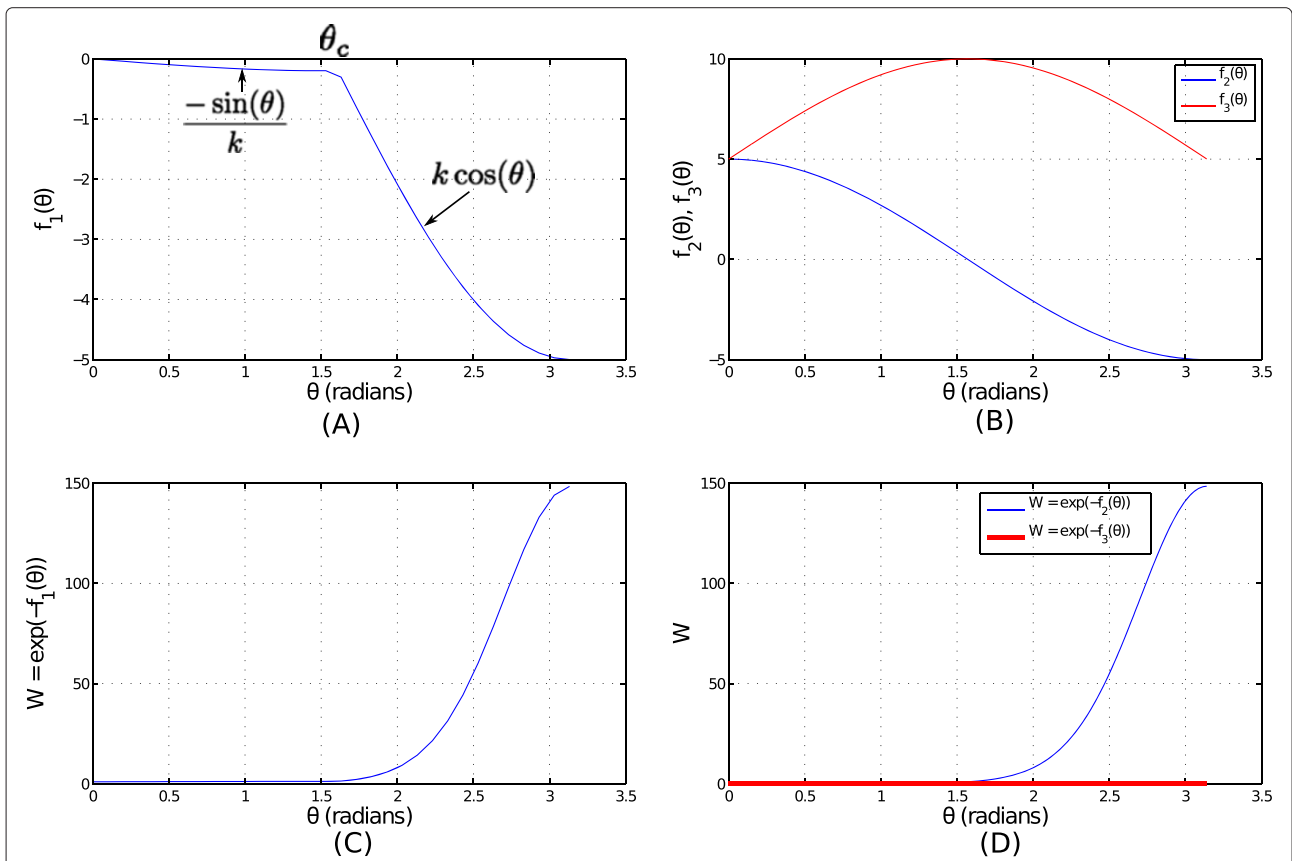 θc
0
−1
−2
−3
−4
−5
f1(θ)
− sin(θ)
k
k cos(θ)
0 0.5 1 1.5 2 2.5 3 3.5
θ (radians)
(A)
10
5
0
−5
f2(θ), f3(θ)
f2(θ)
f3(θ)
0 0.5 1 1.5 2 2.5 3 3.5
θ (radians)
(B)
150
100
50
0
W = exp(−f1(θ))
0 0.5 1 1.5 2 2.5 3 3.5
θ (radians)
(C)
150
100
50
0
W
W = exp(−f2(θ))
W = exp(−f3(θ))
0 0.5 1 1.5 2 2.5 3 3.5
θ (radians)
(D)